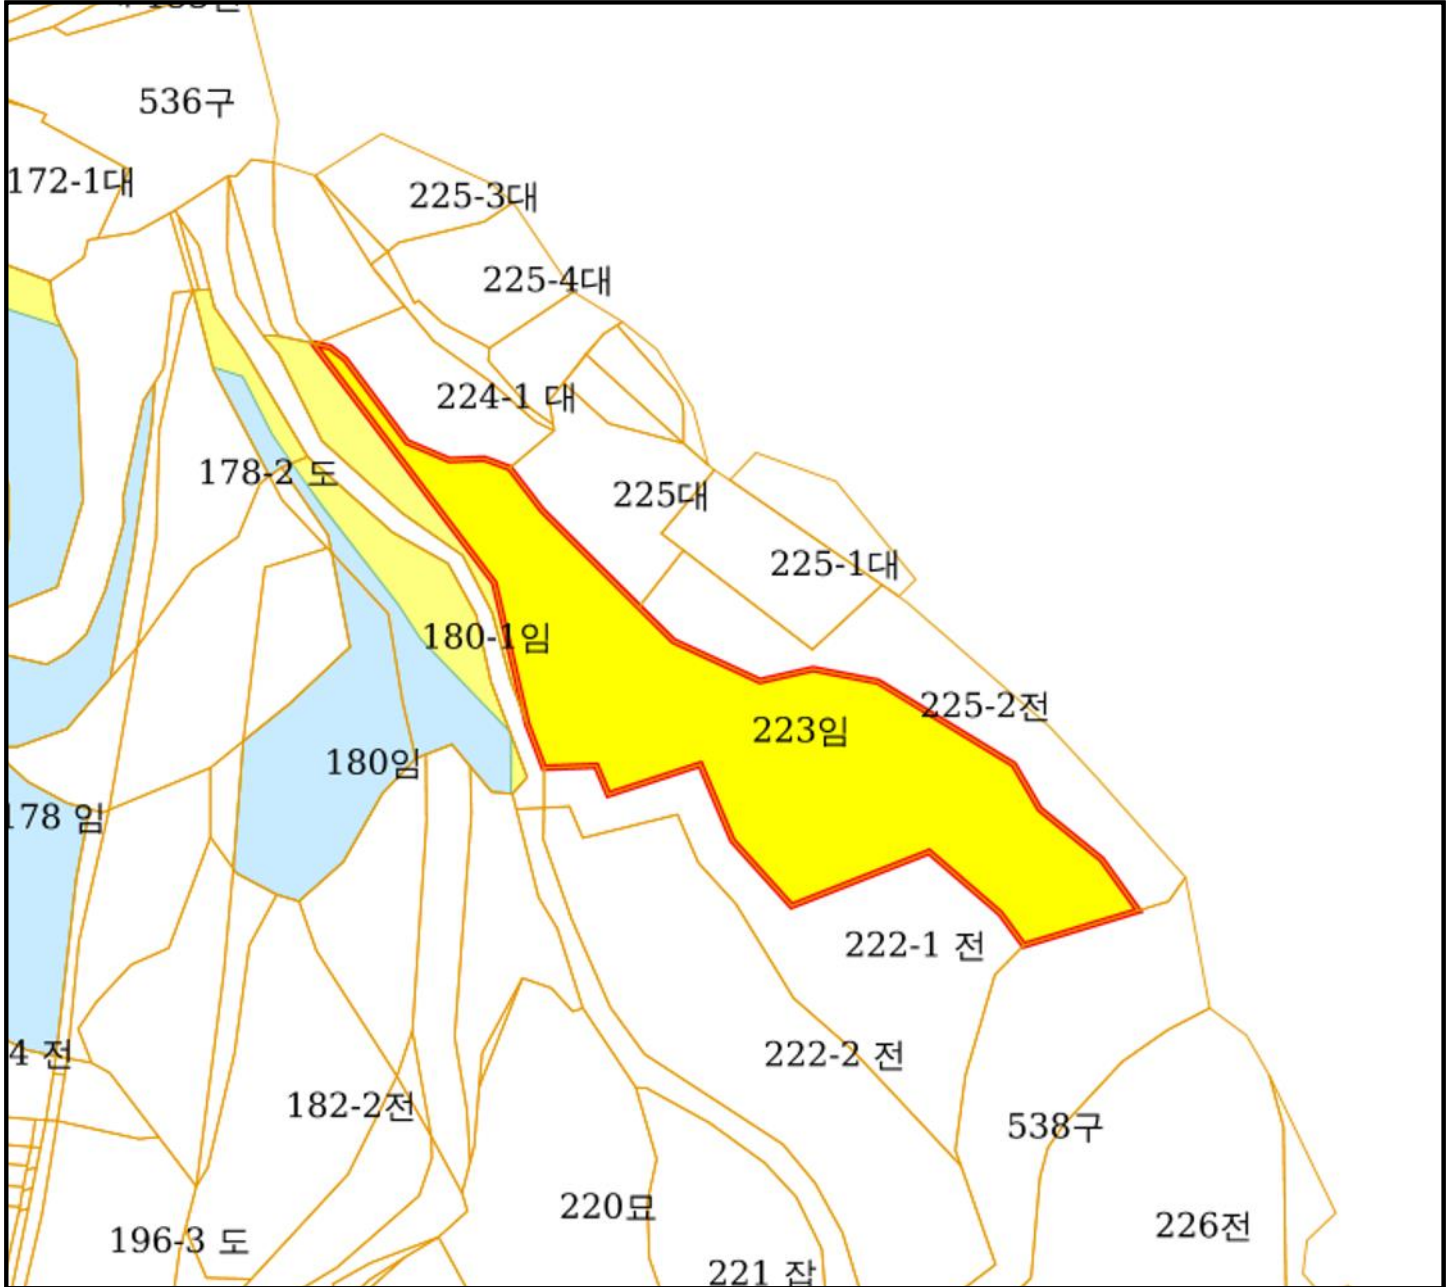 536구
172-1대
225-3대
225-4대
224-1 대
178-2 도
225대
225-1대
180-1임
225-2전
223임
180임
178 임
222-1 전
4 전
222-2 전
182-2전
538구
220묘
226전
196-3 도
221 잡